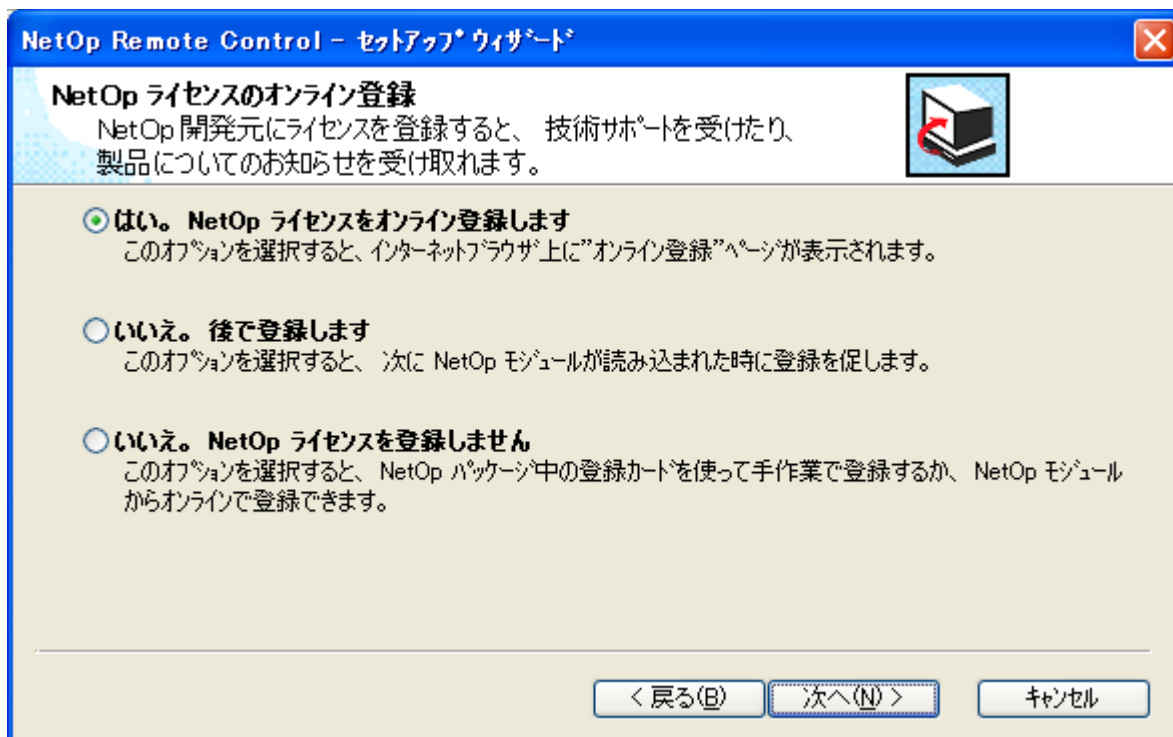 NetOp Remote Control - ｾｯﾄｱｯﾌﾟ ｳｨｻﾞｰﾄﾞ
NetOp ライセンスのオンライン登録
NetOp 開発元にライセンスを登録すると、 技術サポートを受けたり、
製品についてのお知らせを受け取れます。
はい。 NetOp ライセンスをオンライン登録します
このオプションを選択すると、インターネットブラウザ上に”オンライン登録”ページが表示されます。
いいえ。 後で登録します
このオプションを選択すると、 次に NetOp モジュールが読み込まれた時に登録を促します。
いいえ。 NetOp ライセンスを登録しません
このオプションを選択すると、 NetOp パッケージ中の登録カードを使って手作業で登録するか、 NetOp モジュール
からオンラインで登録できます。
< 戻る(B) 次へ(N) > ｷｬﾝｾﾙ